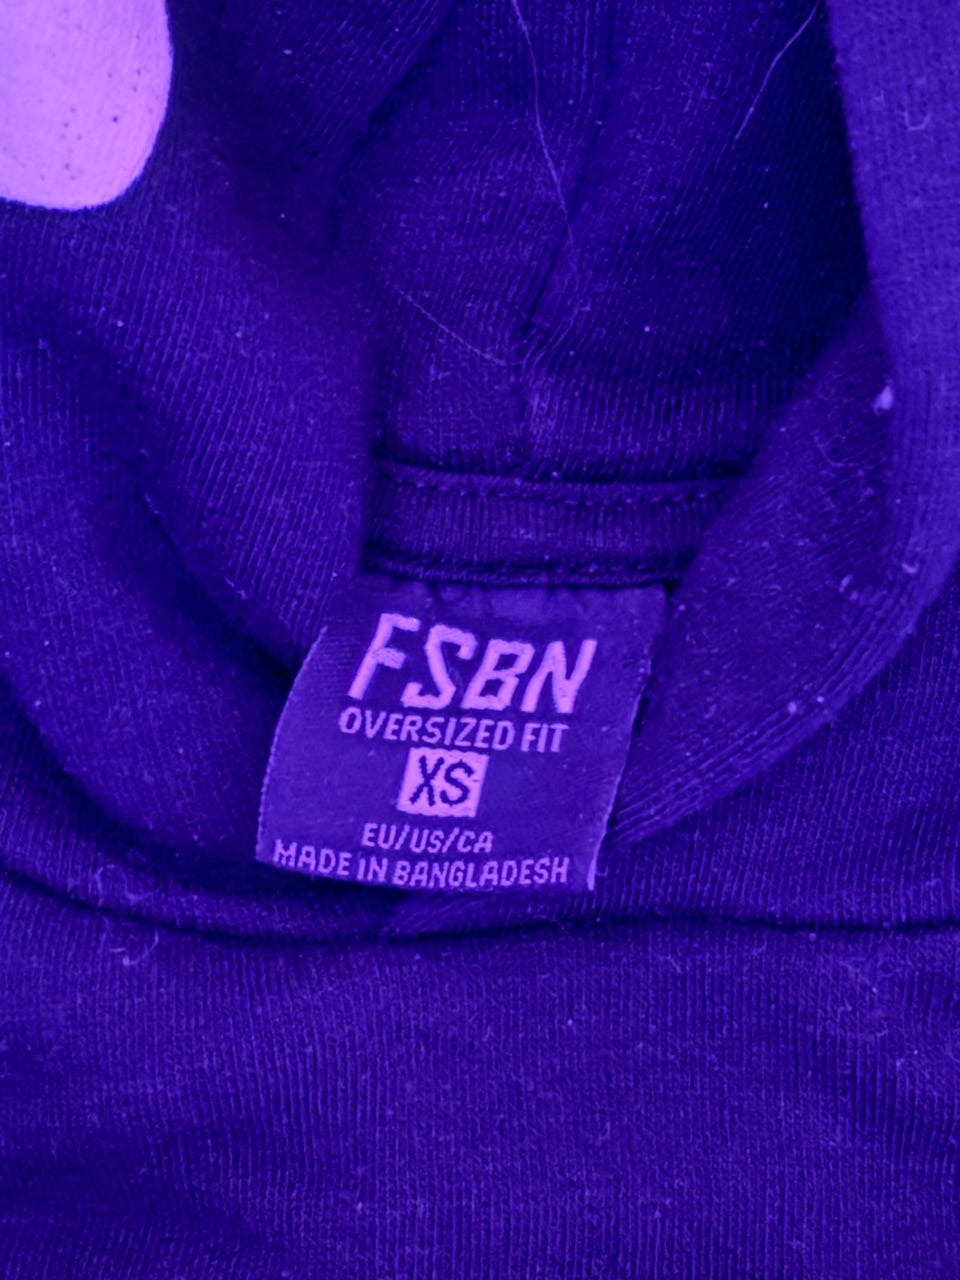 FSBN
OVERSIZED FIT
XS
EU/US/CA
MADE IN BANGLADESH